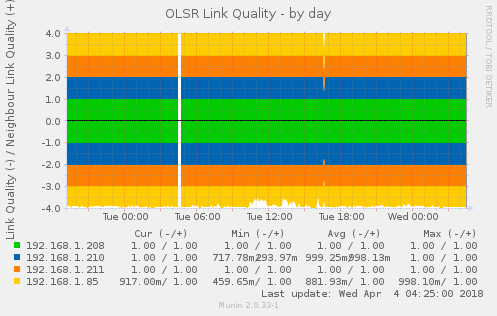 OLSR Link Quality - by day
RRDTOOL / TOBI OETIKER
Link Quality (-) / Neighbour Link Quality (+)
4.0
3.0
2.0
1.0
0.0
-1.0
-2.0
-3.0
-4.0
Tue 00:00 Tue 06:00 Tue 12:00 Tue 18:00 Wed 00:00
Cur (-/+) Min (-/+) Avg (-/+) Max (-/+)
192.168.1.208 1.00 / 1.00 1.00 / 1.00 1.00 / 1.00 1.00 / 1.00
192.168.1.210 1.00 / 1.00 717.78m/293.97m 999.25m/998.13m 1.00 / 1.00
192.168.1.211 1.00 / 1.00 1.00 / 1.00 1.00 / 1.00 1.00 / 1.00
192.168.1.85 917.00m/ 1.00 459.65m/ 1.00 881.93m/ 1.00 998.10m/ 1.00
Last update: Wed Apr 4 04:25:00 2018
Munin 2.0.33-1